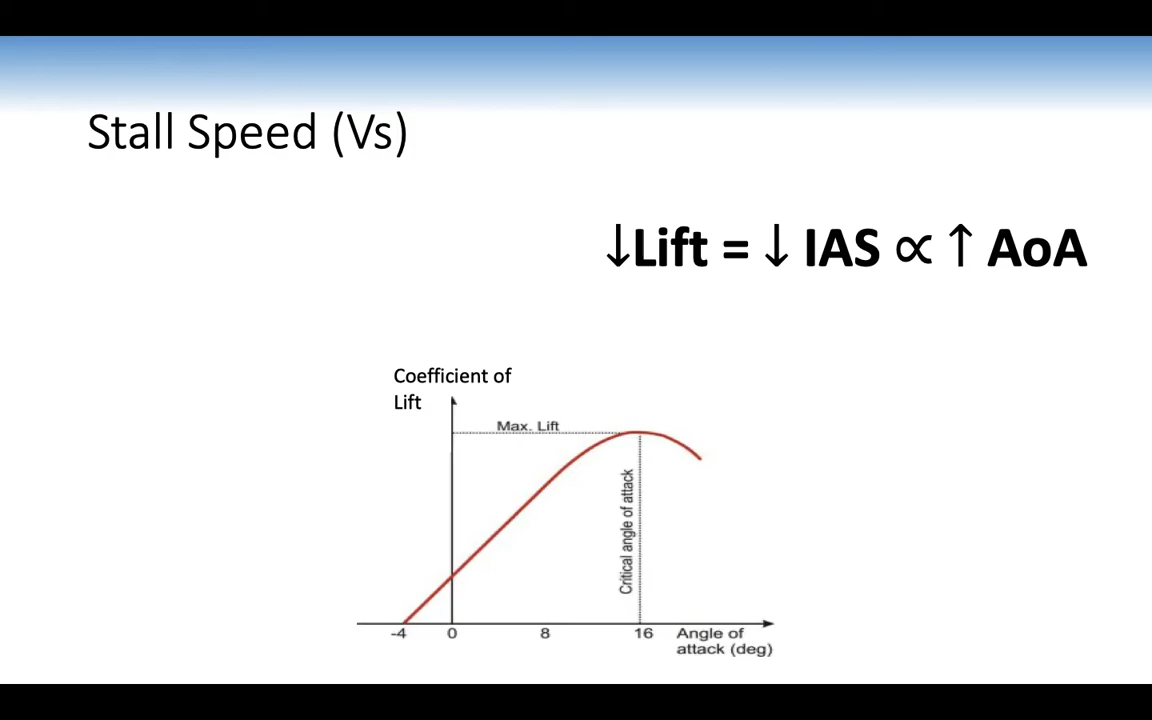 Stall Speed (Vs)
↓Lift = ↓ IAS ∝ ↑ AoA
Coefficient of
Lift
Max. Lift
Critical angle of attack
-4 0 8 16 Angle of
attack (deg)